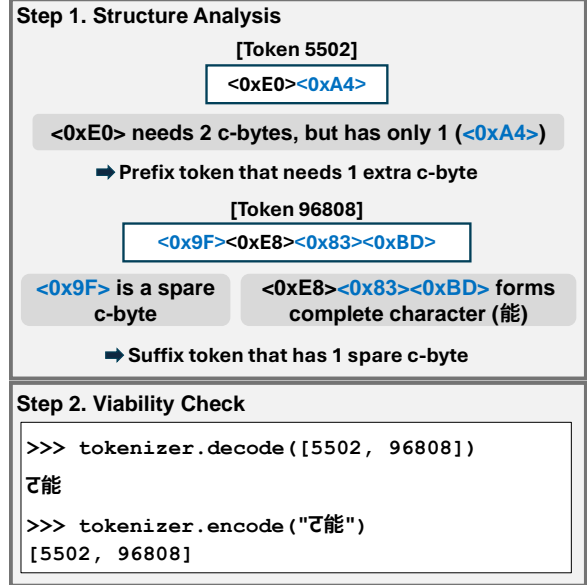 Step 1. Structure Analysis
[Token 5502]
<0xE0><0xA4>
<0xE0> needs 2 c-bytes, but has only 1 (<0xA4>)
➡ Prefix token that needs 1 extra c-byte
[Token 96808]
<0x9F><0xE8><0x83><0xBD>
<0x9F> is a spare
c-byte
<0xE8><0x83><0xBD> forms
complete character (能)
➡ Suffix token that has 1 spare c-byte
Step 2. Viability Check
>>> tokenizer.decode([5502, 96808])
ट能
>>> tokenizer.encode("ट能")
[5502, 96808]